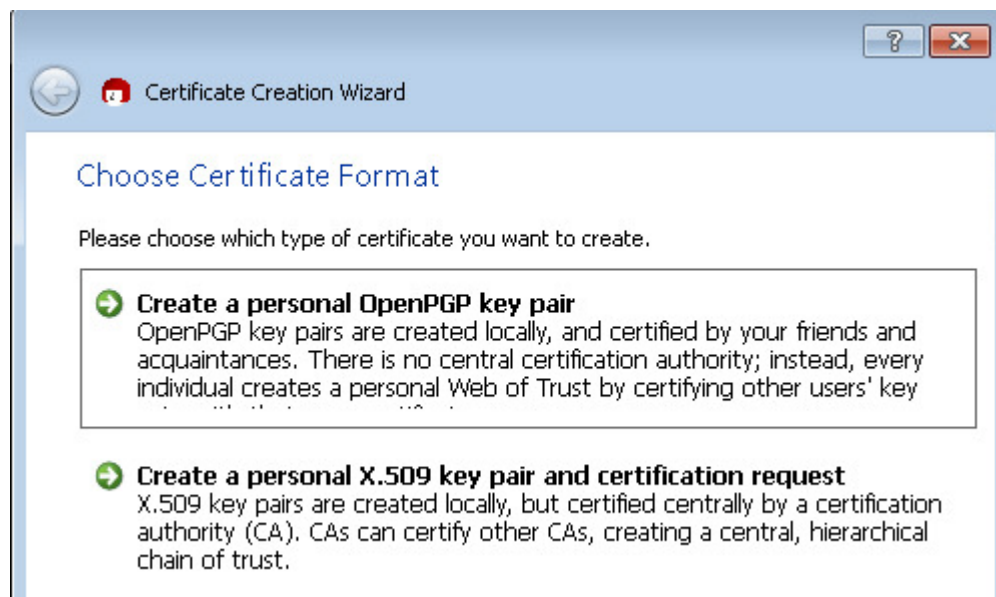 Certificate Creation Wizard
Choose Certificate Format
Please choose which type of certificate you want to create.
Create a personal OpenPGP key pair
OpenPGP key pairs are created locally, and certified by your friends and
acquaintances. There is no central certification authority; instead, every
individual creates a personal Web of Trust by certifying other users' key
Create a personal X.509 key pair and certification request
X.509 key pairs are created locally, but certified centrally by a certification
authority (CA). CAs can certify other CAs, creating a central, hierarchical
chain of trust.